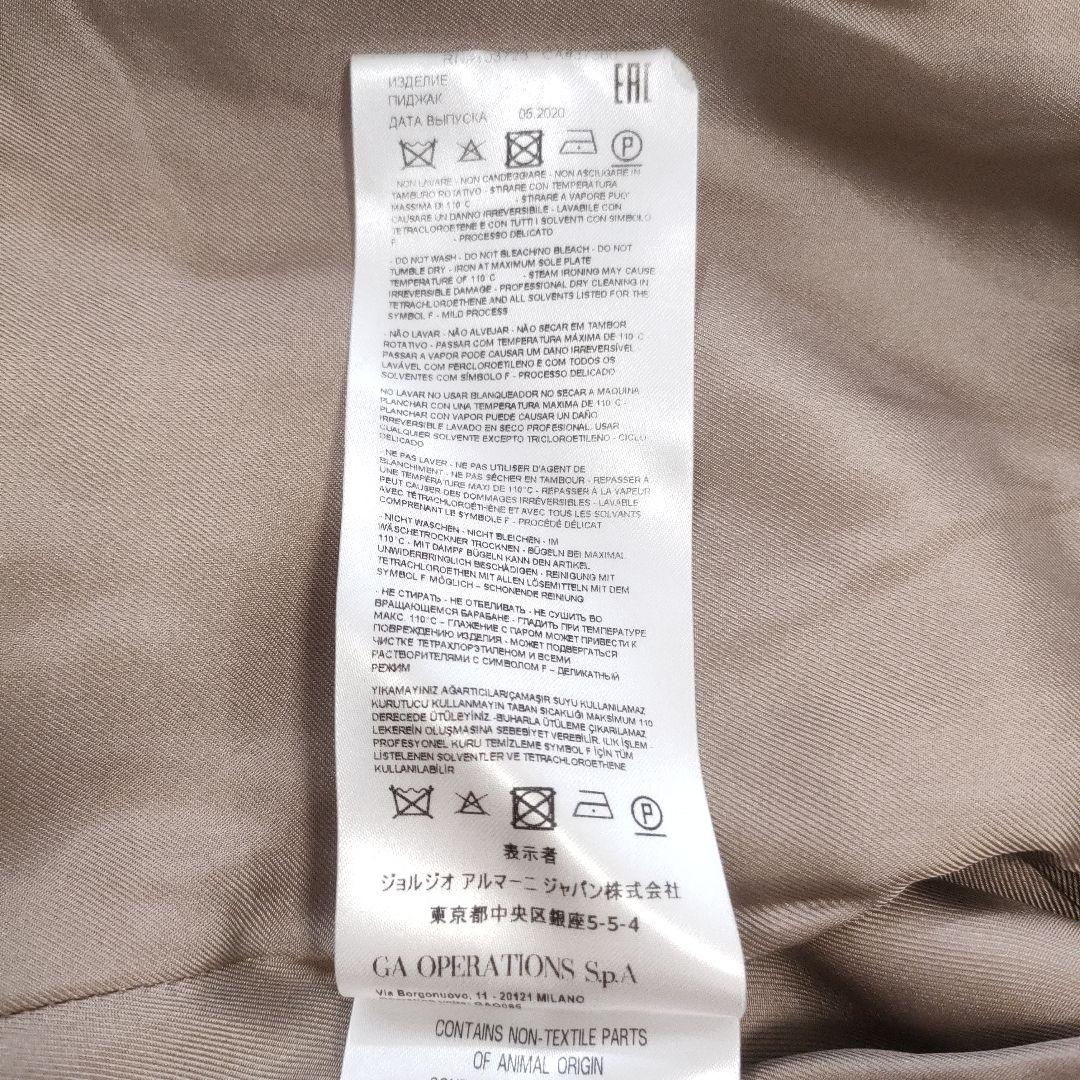 ИЗДЕЛИЕ
ПИДЖАК
ДАТА ВЫПУСКА 05.2020
EAC
P
NON LAVARE - NON CANDEGGIARE - NON ASCIUGARE IN
TAMBURO ROTATIVO - STIRARE CON TEMPERATURA
MASSIMA DI 110 C - STIRARE A VAPORE PUO'
CAUSARE UN DANNO IRREVERSIBILE - LAVABILE CON
TETRACLOROETENE E CON TUTTI I SOLVENTI CON SIMBOLO
F - PROCESSO DELICATO
- DO NOT WASH - DO NOT BLEACH/NO BLEACH - DO NOT
TUMBLE DRY - IRON AT MAXIMUM SOLE PLATE
TEMPERATURE OF 110 C - STEAM IRONING MAY CAUSE
IRREVERSIBLE DAMAGE - PROFESSIONAL DRY CLEANING IN
TETRACHLOROETHENE AND ALL SOLVENTS LISTED FOR THE
SYMBOL F - MILD PROCESS
- NÃO LAVAR - NÃO ALVEJAR - NÃO SECAR EM TAMBOR
ROTATIVO - PASSAR COM TEMPERATURA MÁXIMA DE 110 C
PASSAR A VAPOR PODE CAUSAR UM DANO IRREVERSÍVEL
LAVÁVEL COM PERCLOROETILENO E COM TODOS OS
SOLVENTES COM SÍMBOLO F - PROCESSO DELICADO
NO LAVAR NO USAR BLANQUEADOR NO SECAR A MAQUINA
PLANCHAR CON UNA TEMPERATURA MAXIMA DE 110 C -
PLANCHAR CON VAPOR PUEDE CAUSAR UN DAÑO
IRREVERSIBLE LAVADO EN SECO PROFESIONAL. USAR
CUALQUIER SOLVENTE EXCEPTO TRICLOROETILENO - CICLO
DELICADO
- NE PAS LAVER - NE PAS UTILISER D'AGENT DE
BLANCHIMENT - NE PAS SÉCHER EN TAMBOUR - REPASSER À
UNE TEMPÉRATURE MAXI DE 110°C - REPASSER À LA VAPEUR
PEUT CAUSER DES DOMMAGES IRRÉVERSIBLES - LAVABLE
AVEC TÉTRACHLOROÉTHÈNE ET AVEC TOUS LES SOLVANTS
COMPRENANT LE SYMBOLE F - PROCÉDÉ DÉLICAT
- NICHT WASCHEN - NICHT BLEICHEN - IM
WÄSCHETROCKNER TROCKNEN - BÜGELN BEI MAXIMAL
110°C - MIT DAMPF BÜGELN KANN DEN ARTIKEL
UNWIDERBRINGLICH BESCHÄDIGEN - REINIGUNG MIT
TETRACHLOROETHEN MIT ALLEN LÖSEMITTELN MIT DEM
SYMBOL F MÖGLICH – SCHONENDE REINIUNG
- НЕ СТИРАТЬ - НЕ ОТБЕЛИВАТЬ - НЕ СУШИТЬ ВО
ВРАЩАЮЩЕМСЯ БАРАБАНЕ - ГЛАДИТЬ ПРИ ТЕМПЕРАТУРЕ
МАКС. 110°C – ГЛАЖЕНИЕ С ПАРОМ МОЖЕТ ПРИВЕСТИ К
ПОВРЕЖДЕНИЮ ИЗДЕЛИЯ - МОЖЕТ ПОДВЕРГАТЬСЯ
ЧИСТКЕ ТЕТРАХЛОРЭТИЛЕНОМ И ВСЕМИ
РАСТВОРИТЕЛЯМИ С СИМВОЛОМ F – ДЕЛИКАТНЫЙ
РЕЖИМ
YIKAMAYINIZ AĞARTICILAR/ÇAMAŞIR SUYU KULLANILAMAZ
KURUTUCU KULLANMAYIN TABAN SICAKLIĞI MAKSİMUM 110
DERECEDE ÜTÜLEYİNİZ -BUHARLA ÜTÜLEME ÇIKARILAMAZ
LEKEREİN OLUŞMASINA SEBEBİYET VEREBİLİR. ILIK İŞLEM -
PROFESYONEL KURU TEMİZLEME SYMBOL F İÇİN TÜM
LİSTELENEN SOLVENTLER VE TETRACHLOROETHENE
KULLANILABİLİR
P
表示者
ジョルジオ アルマーニ ジャパン株式会社
東京都中央区銀座5-5-4
GA OPERATIONS S.p.A
Via Borgonuovo, 11 - 20121 MILANO
CONTAINS NON-TEXTILE PARTS
OF ANIMAL ORIGIN